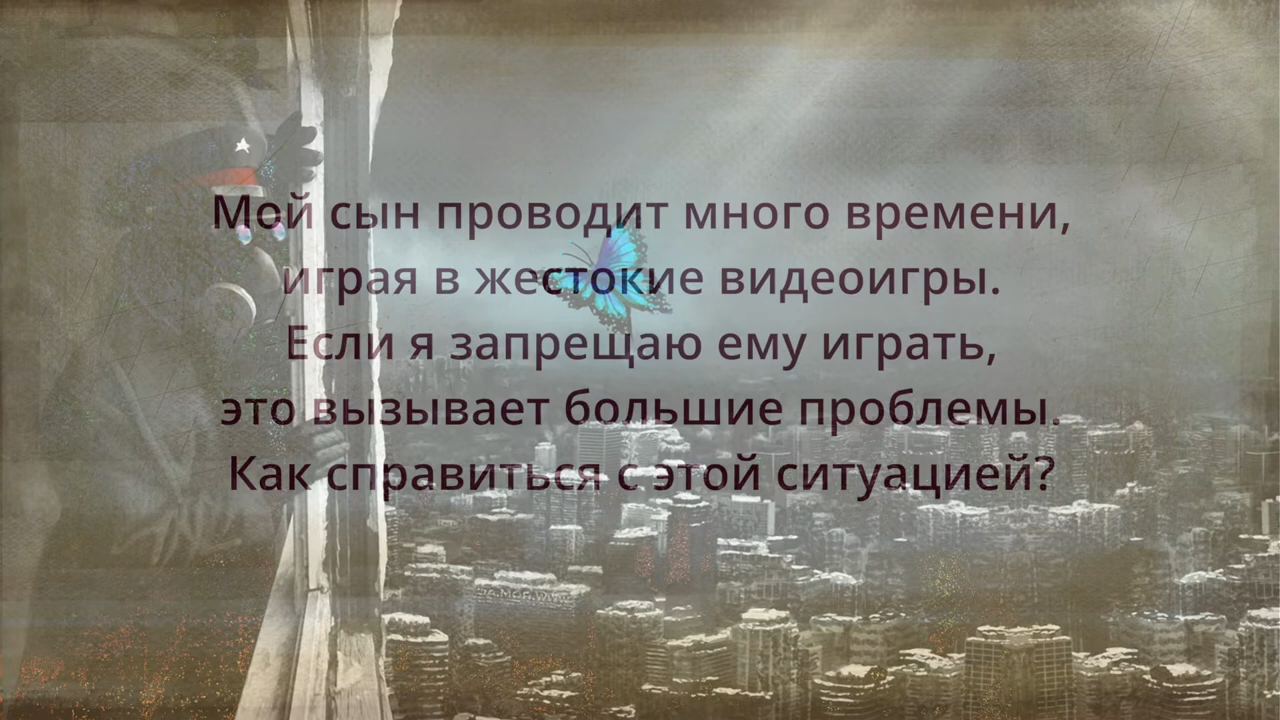 Мой сын проводит много времени,
играя в жестокие видеоигры.
Если я запрещаю ему играть,
это вызывает большие проблемы.
Как справиться с этой ситуацией?